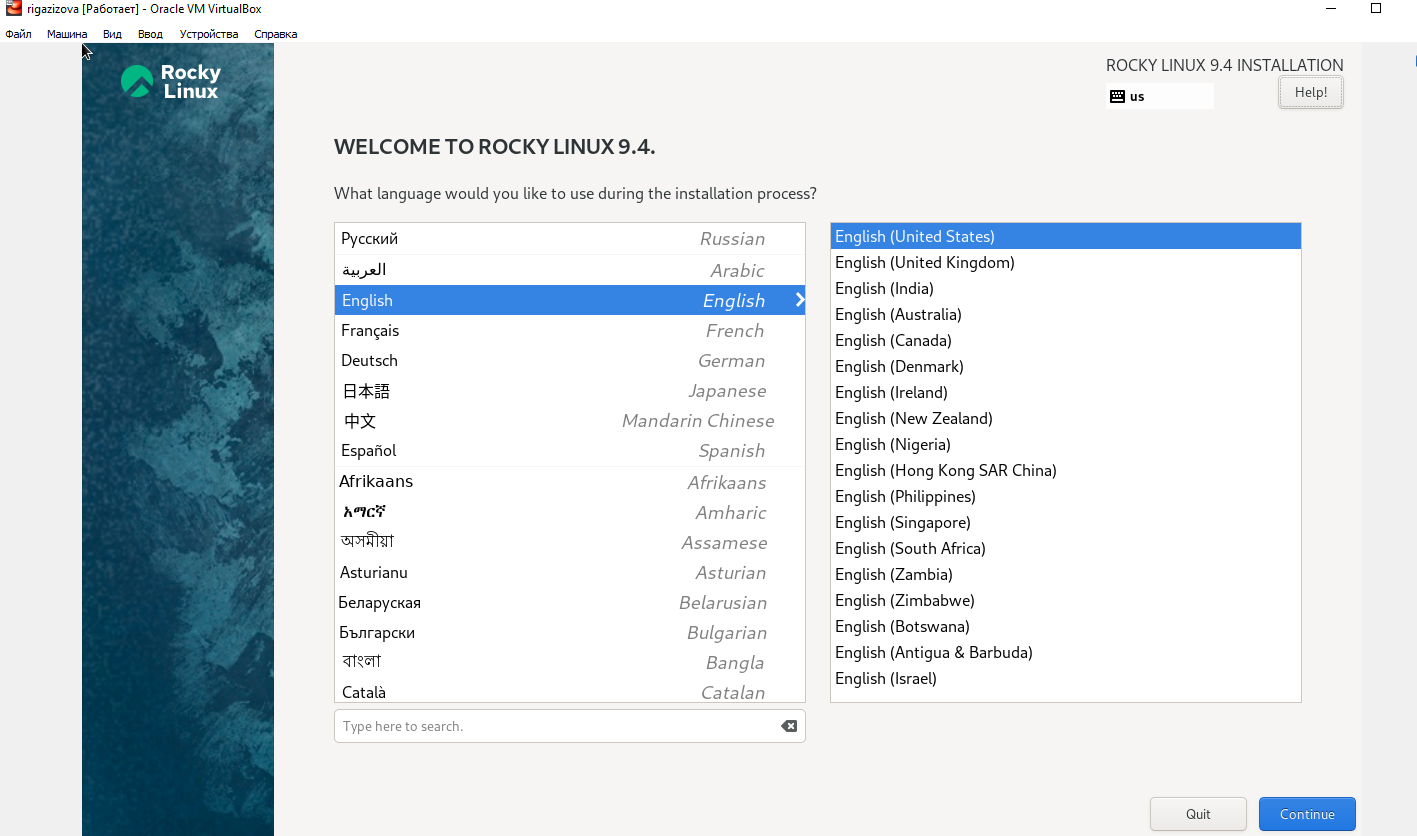 rigazizova [Работает] - Oracle VM VirtualBox
Файл Машина Вид Ввод Устройства Справка
Rocky
Linux
ROCKY LINUX 9.4 INSTALLATION
us
Help!
WELCOME TO ROCKY LINUX 9.4.
What language would you like to use during the installation process?
Русский Russian
العربية Arabic
English English
Français French
Deutsch German
日本語 Japanese
中文 Mandarin Chinese
Español Spanish
Afrikaans Afrikaans
አማርኛ Amharic
অসমীয়া Assamese
Asturianu Asturian
Беларуская Belarusian
Български Bulgarian
বাংলা Bangla
Català Catalan
Type here to search.
English (United States)
English (United Kingdom)
English (India)
English (Australia)
English (Canada)
English (Denmark)
English (Ireland)
English (New Zealand)
English (Nigeria)
English (Hong Kong SAR China)
English (Philippines)
English (Singapore)
English (South Africa)
English (Zambia)
English (Zimbabwe)
English (Botswana)
English (Antigua & Barbuda)
English (Israel)
Quit
Continue